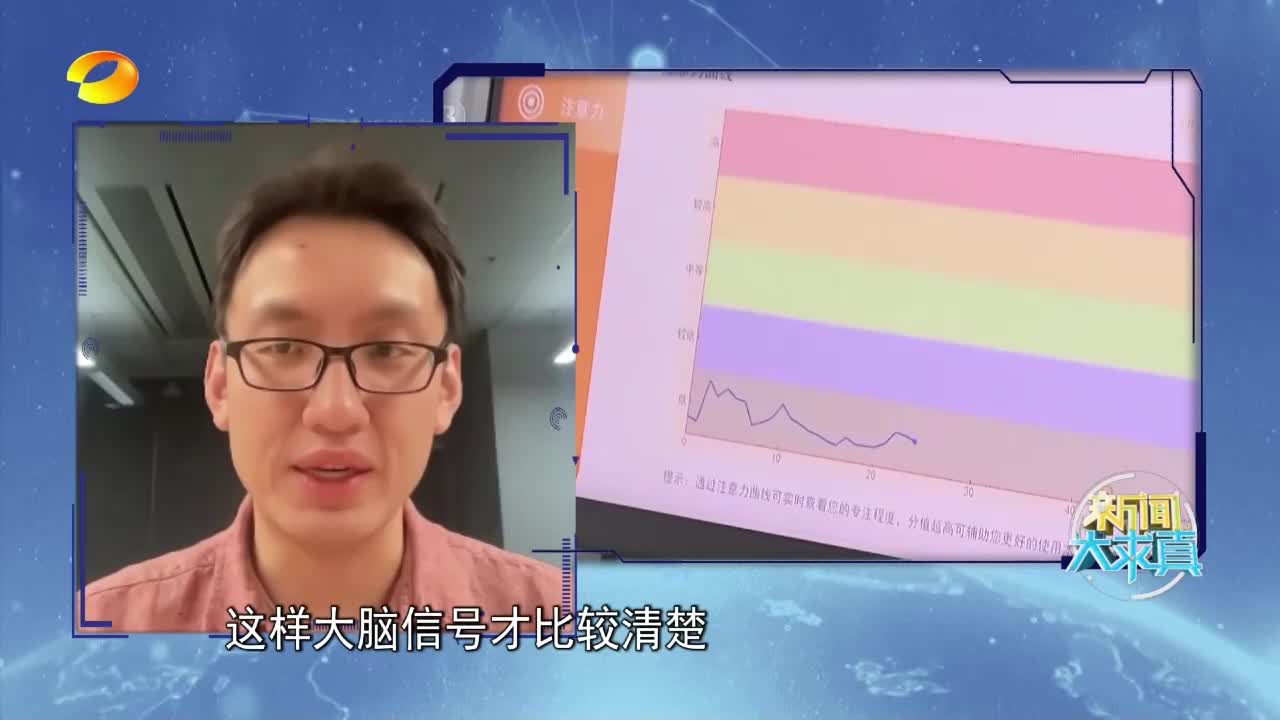 注意力
高
较高
中等
较低
低
0
10
20
30
40
提示：通过注意力曲线可实时查看您的专注程度，分值越高可辅助您更好的使用
新闻
大求真
这样大脑信号才比较清楚